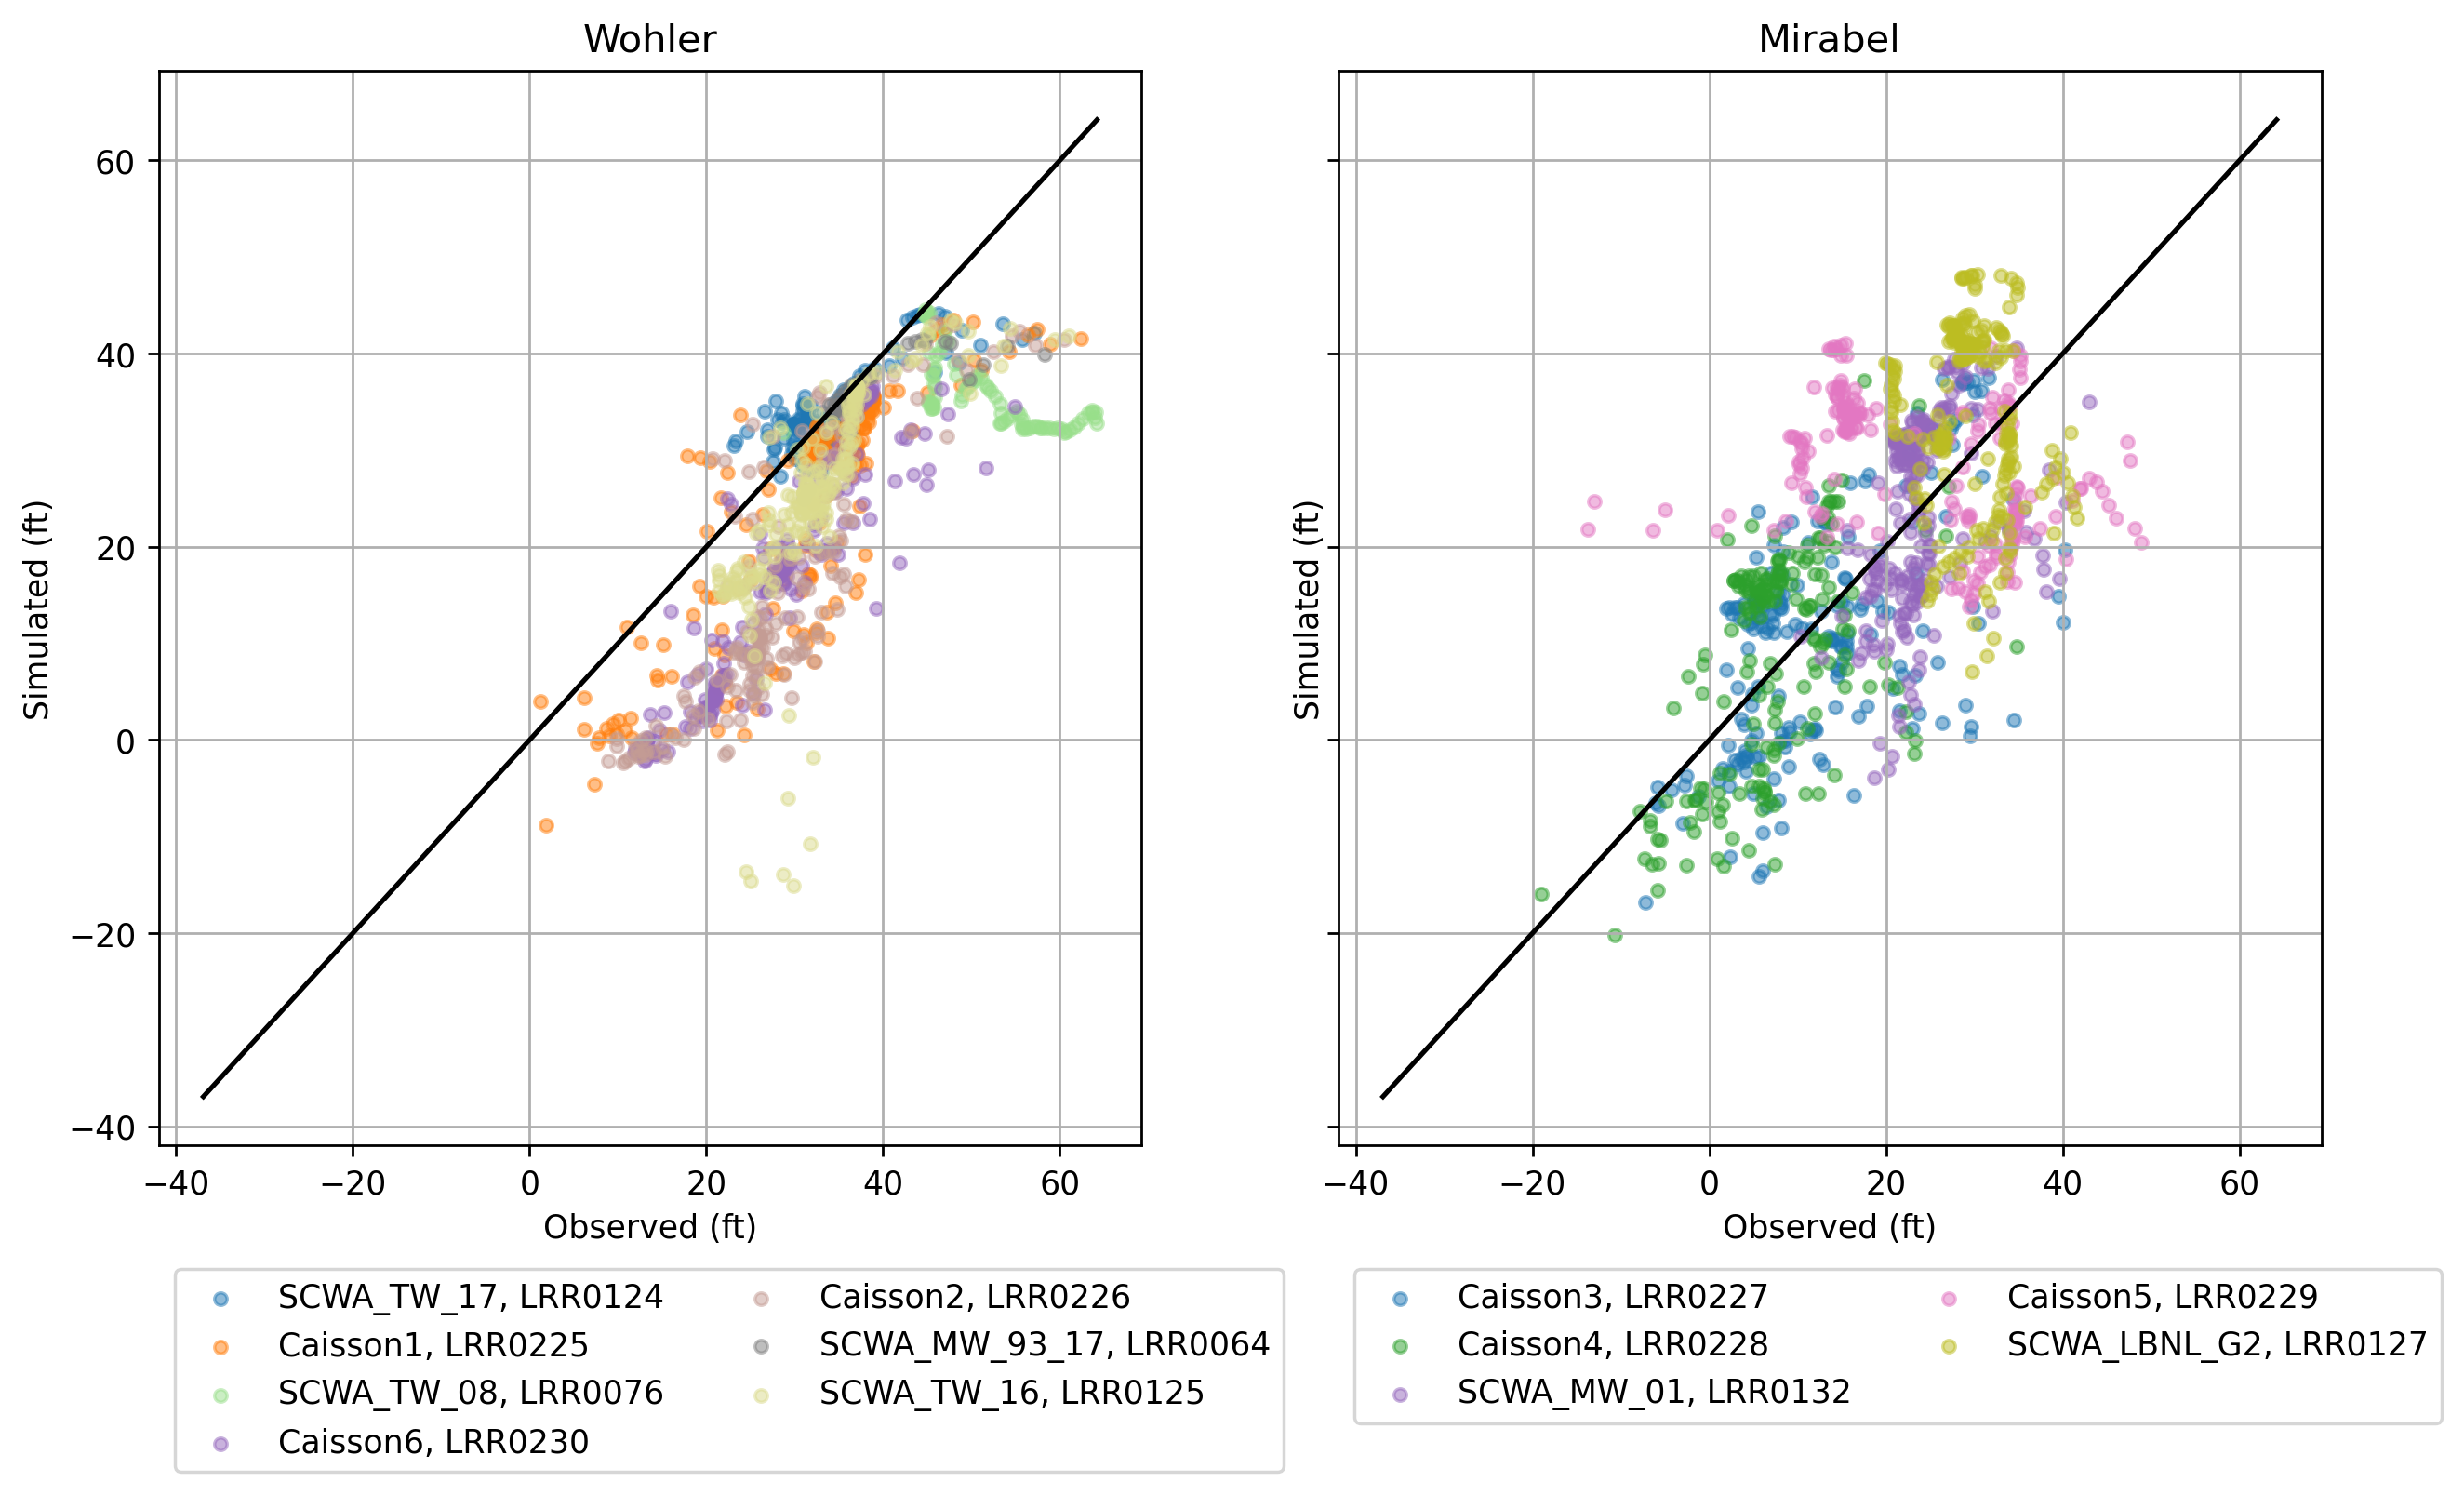 Wohler
Mirabel
Simulated (ft)
60
40
20
0
−20
−40
−40 −20 0 20 40 60
Observed (ft)
Simulated (ft)
−40 −20 0 20 40 60
Observed (ft)
SCWA_TW_17, LRR0124
Caisson1, LRR0225
SCWA_TW_08, LRR0076
Caisson6, LRR0230
Caisson2, LRR0226
SCWA_MW_93_17, LRR0064
SCWA_TW_16, LRR0125
Caisson3, LRR0227
Caisson4, LRR0228
SCWA_MW_01, LRR0132
Caisson5, LRR0229
SCWA_LBNL_G2, LRR0127